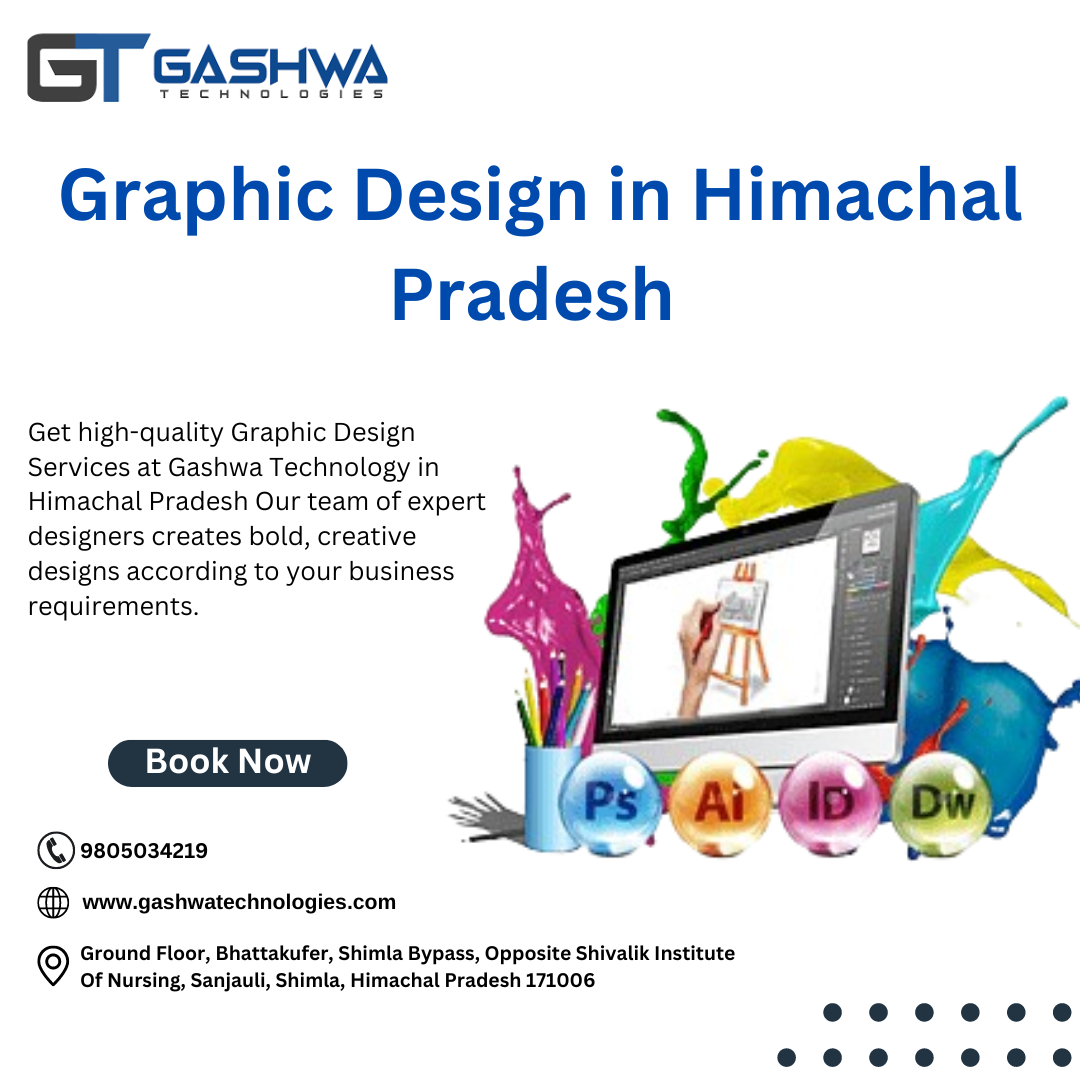 GT GASHWA
TECHNOLOGIES
Graphic Design in Himachal
Pradesh
Get high-quality Graphic Design
Services at Gashwa Technology in
Himachal Pradesh Our team of expert
designers creates bold, creative
designs according to your business
requirements.
Ps Ai ID Dw
Book Now
9805034219
www.gashwatechnologies.com
Ground Floor, Bhattakufer, Shimla Bypass, Opposite Shivalik Institute
Of Nursing, Sanjauli, Shimla, Himachal Pradesh 171006